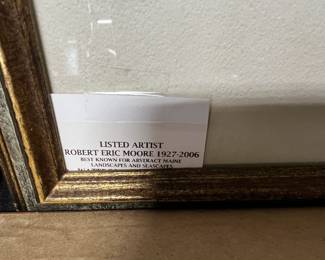 LISTED ARTIST
ROBERT ERIC MOORE 1927-2006
BEST KNOWN FOR ABSTRACT MAINE
LANDSCAPES AND SEASCAPES